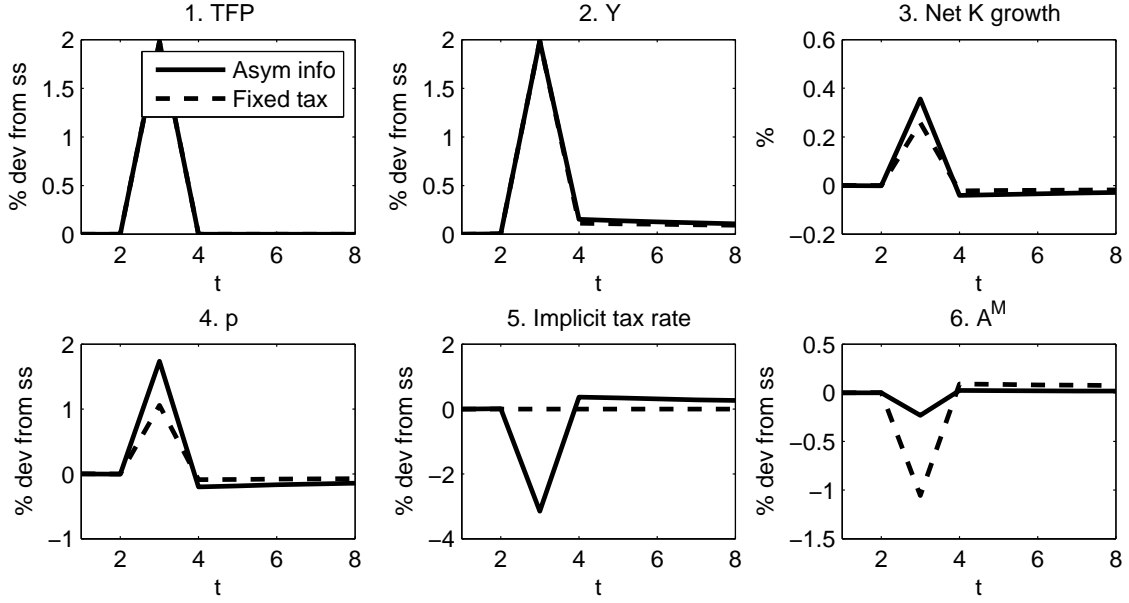 1. TFP
% dev from ss
2
1.5
1
0.5
0
Asym info
Fixed tax
2 4 6 8
t
2. Y
% dev from ss
2
1.5
1
0.5
0
2 4 6 8
t
3. Net K growth
%
0.6
0.4
0.2
0
−0.2
2 4 6 8
t
4. p
% dev from ss
2
1
0
−1
2 4 6 8
t
5. Implicit tax rate
% dev from ss
2
0
−2
−4
2 4 6 8
t
6. A^M
% dev from ss
0.5
0
−0.5
−1
−1.5
2 4 6 8
t